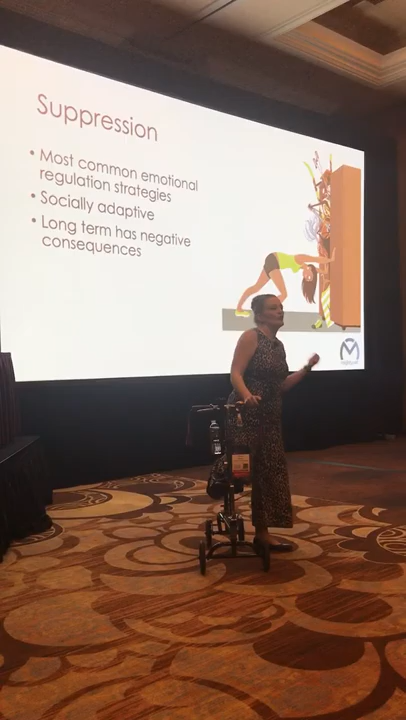 Suppression
• Most common emotional
regulation strategies
• Socially adaptive
• Long term has negative
consequences